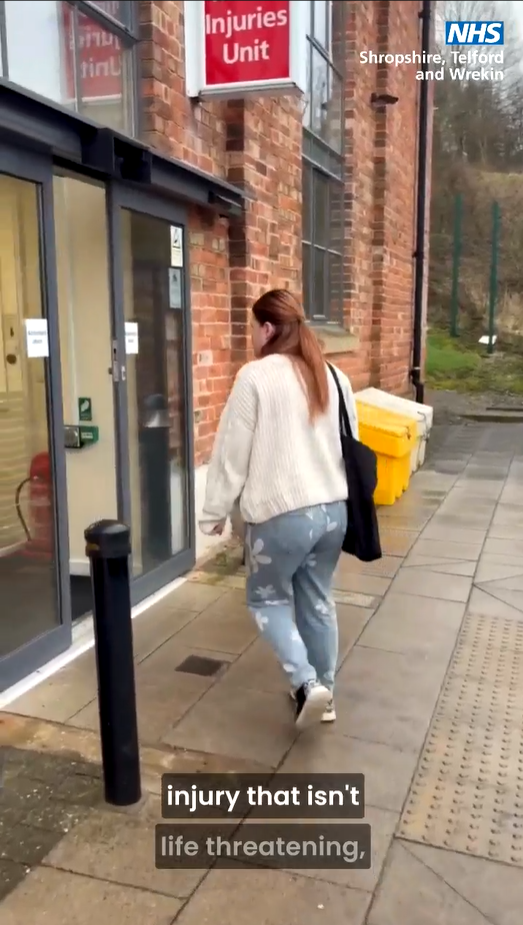 Injuries
Unit
NHS
Shropshire, Telford
and Wrekin
injury that isn't
life threatening,